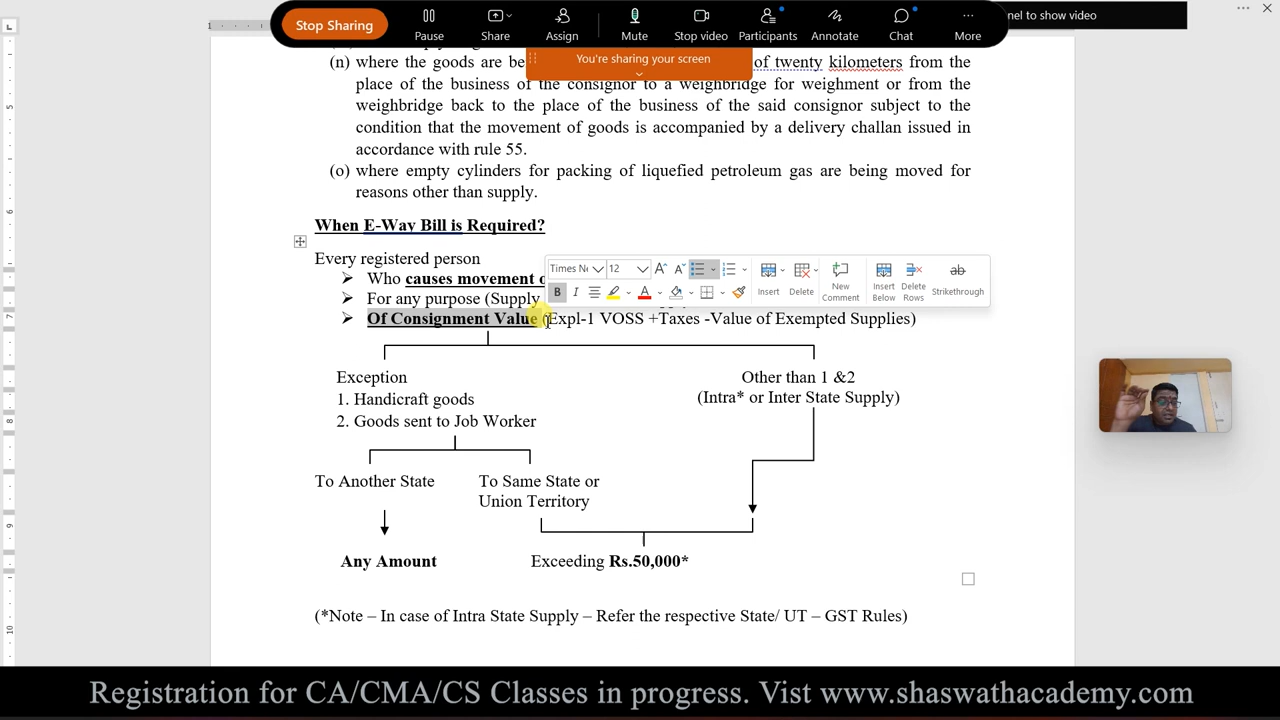 Stop Sharing
Pause
Share
Assign
Mute
Stop video
Participants
Annotate
Chat
More
nel to show video
You're sharing your screen
(n) where the goods are be of twenty kilometers from the
place of the business of the consignor to a weighbridge for weighment or from the
weighbridge back to the place of the business of the said consignor subject to the
condition that the movement of goods is accompanied by a delivery challan issued in
accordance with rule 55.
(o) where empty cylinders for packing of liquefied petroleum gas are being moved for
reasons other than supply.
When E-Way Bill is Required?
Every registered person
Who causes movement o
For any purpose (Supply
Of Consignment Value (Expl-1 VOSS +Taxes -Value of Exempted Supplies)
Times N
12
Insert
Delete
New Comment
Insert Below
Delete Rows
Strikethrough
Exception
1. Handicraft goods
2. Goods sent to Job Worker
Other than 1 &2
(Intra* or Inter State Supply)
To Another State
To Same State or
Union Territory
Any Amount
Exceeding Rs.50,000*
(*Note – In case of Intra State Supply – Refer the respective State/ UT – GST Rules)
Registration for CA/CMA/CS Classes in progress. Vist www.shaswathacademy.com